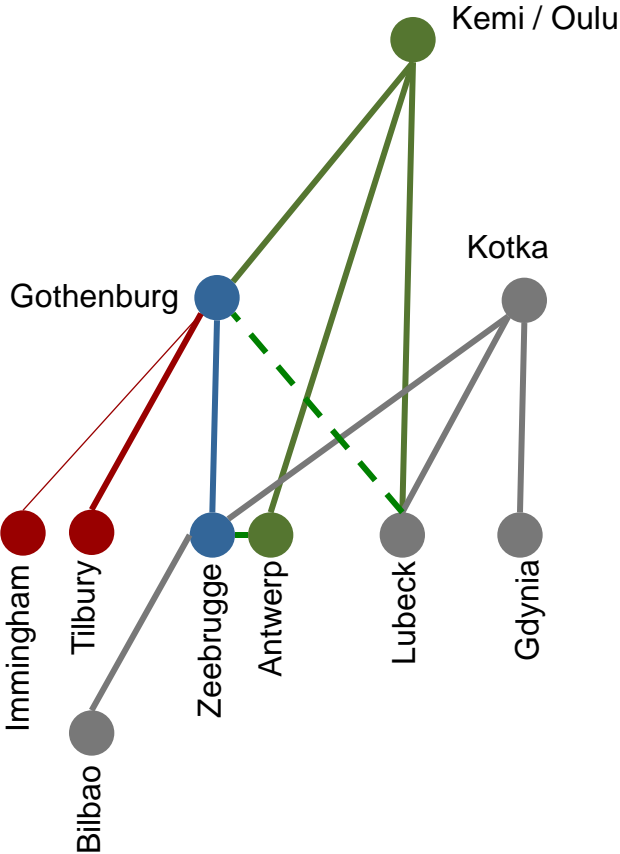 Kemi / Oulu
Kotka
Gothenburg
Immingham
Tilbury
Zeebrugge
Antwerp
Lubeck
Gdynia
Bilbao